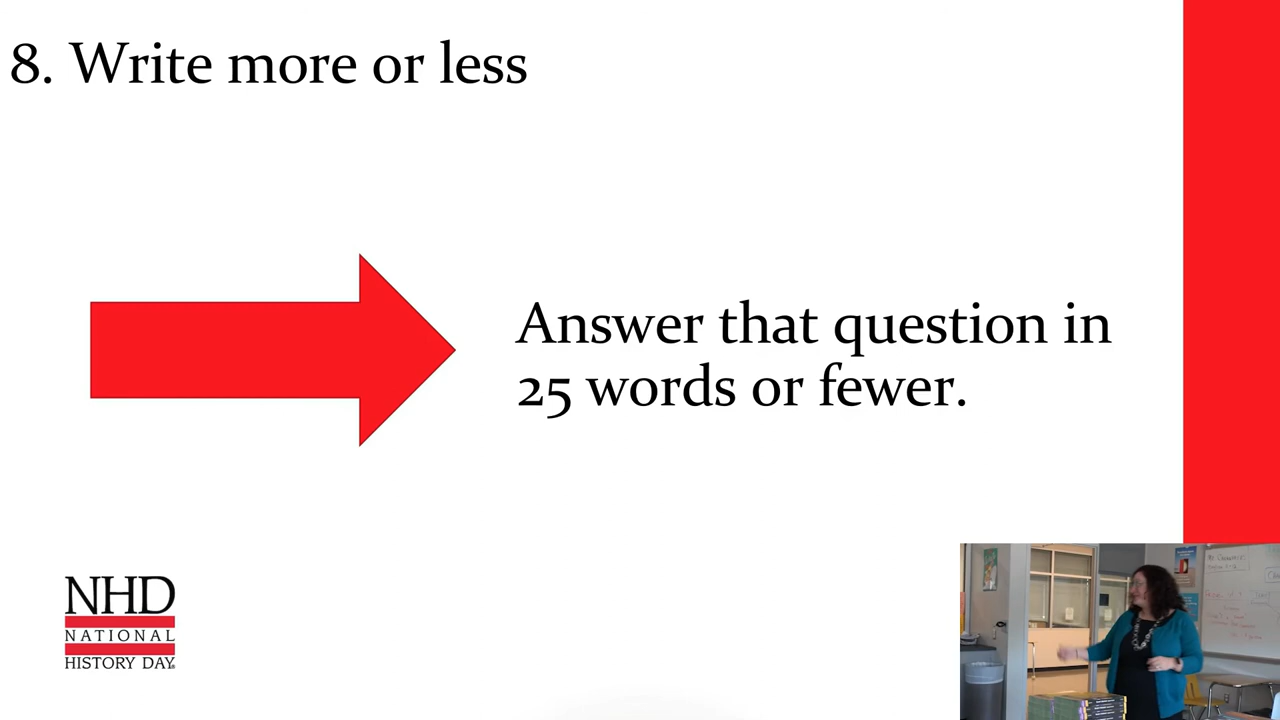 8. Write more or less
Answer that question in
25 words or fewer.
NHD
NATIONAL
HISTORY DAY